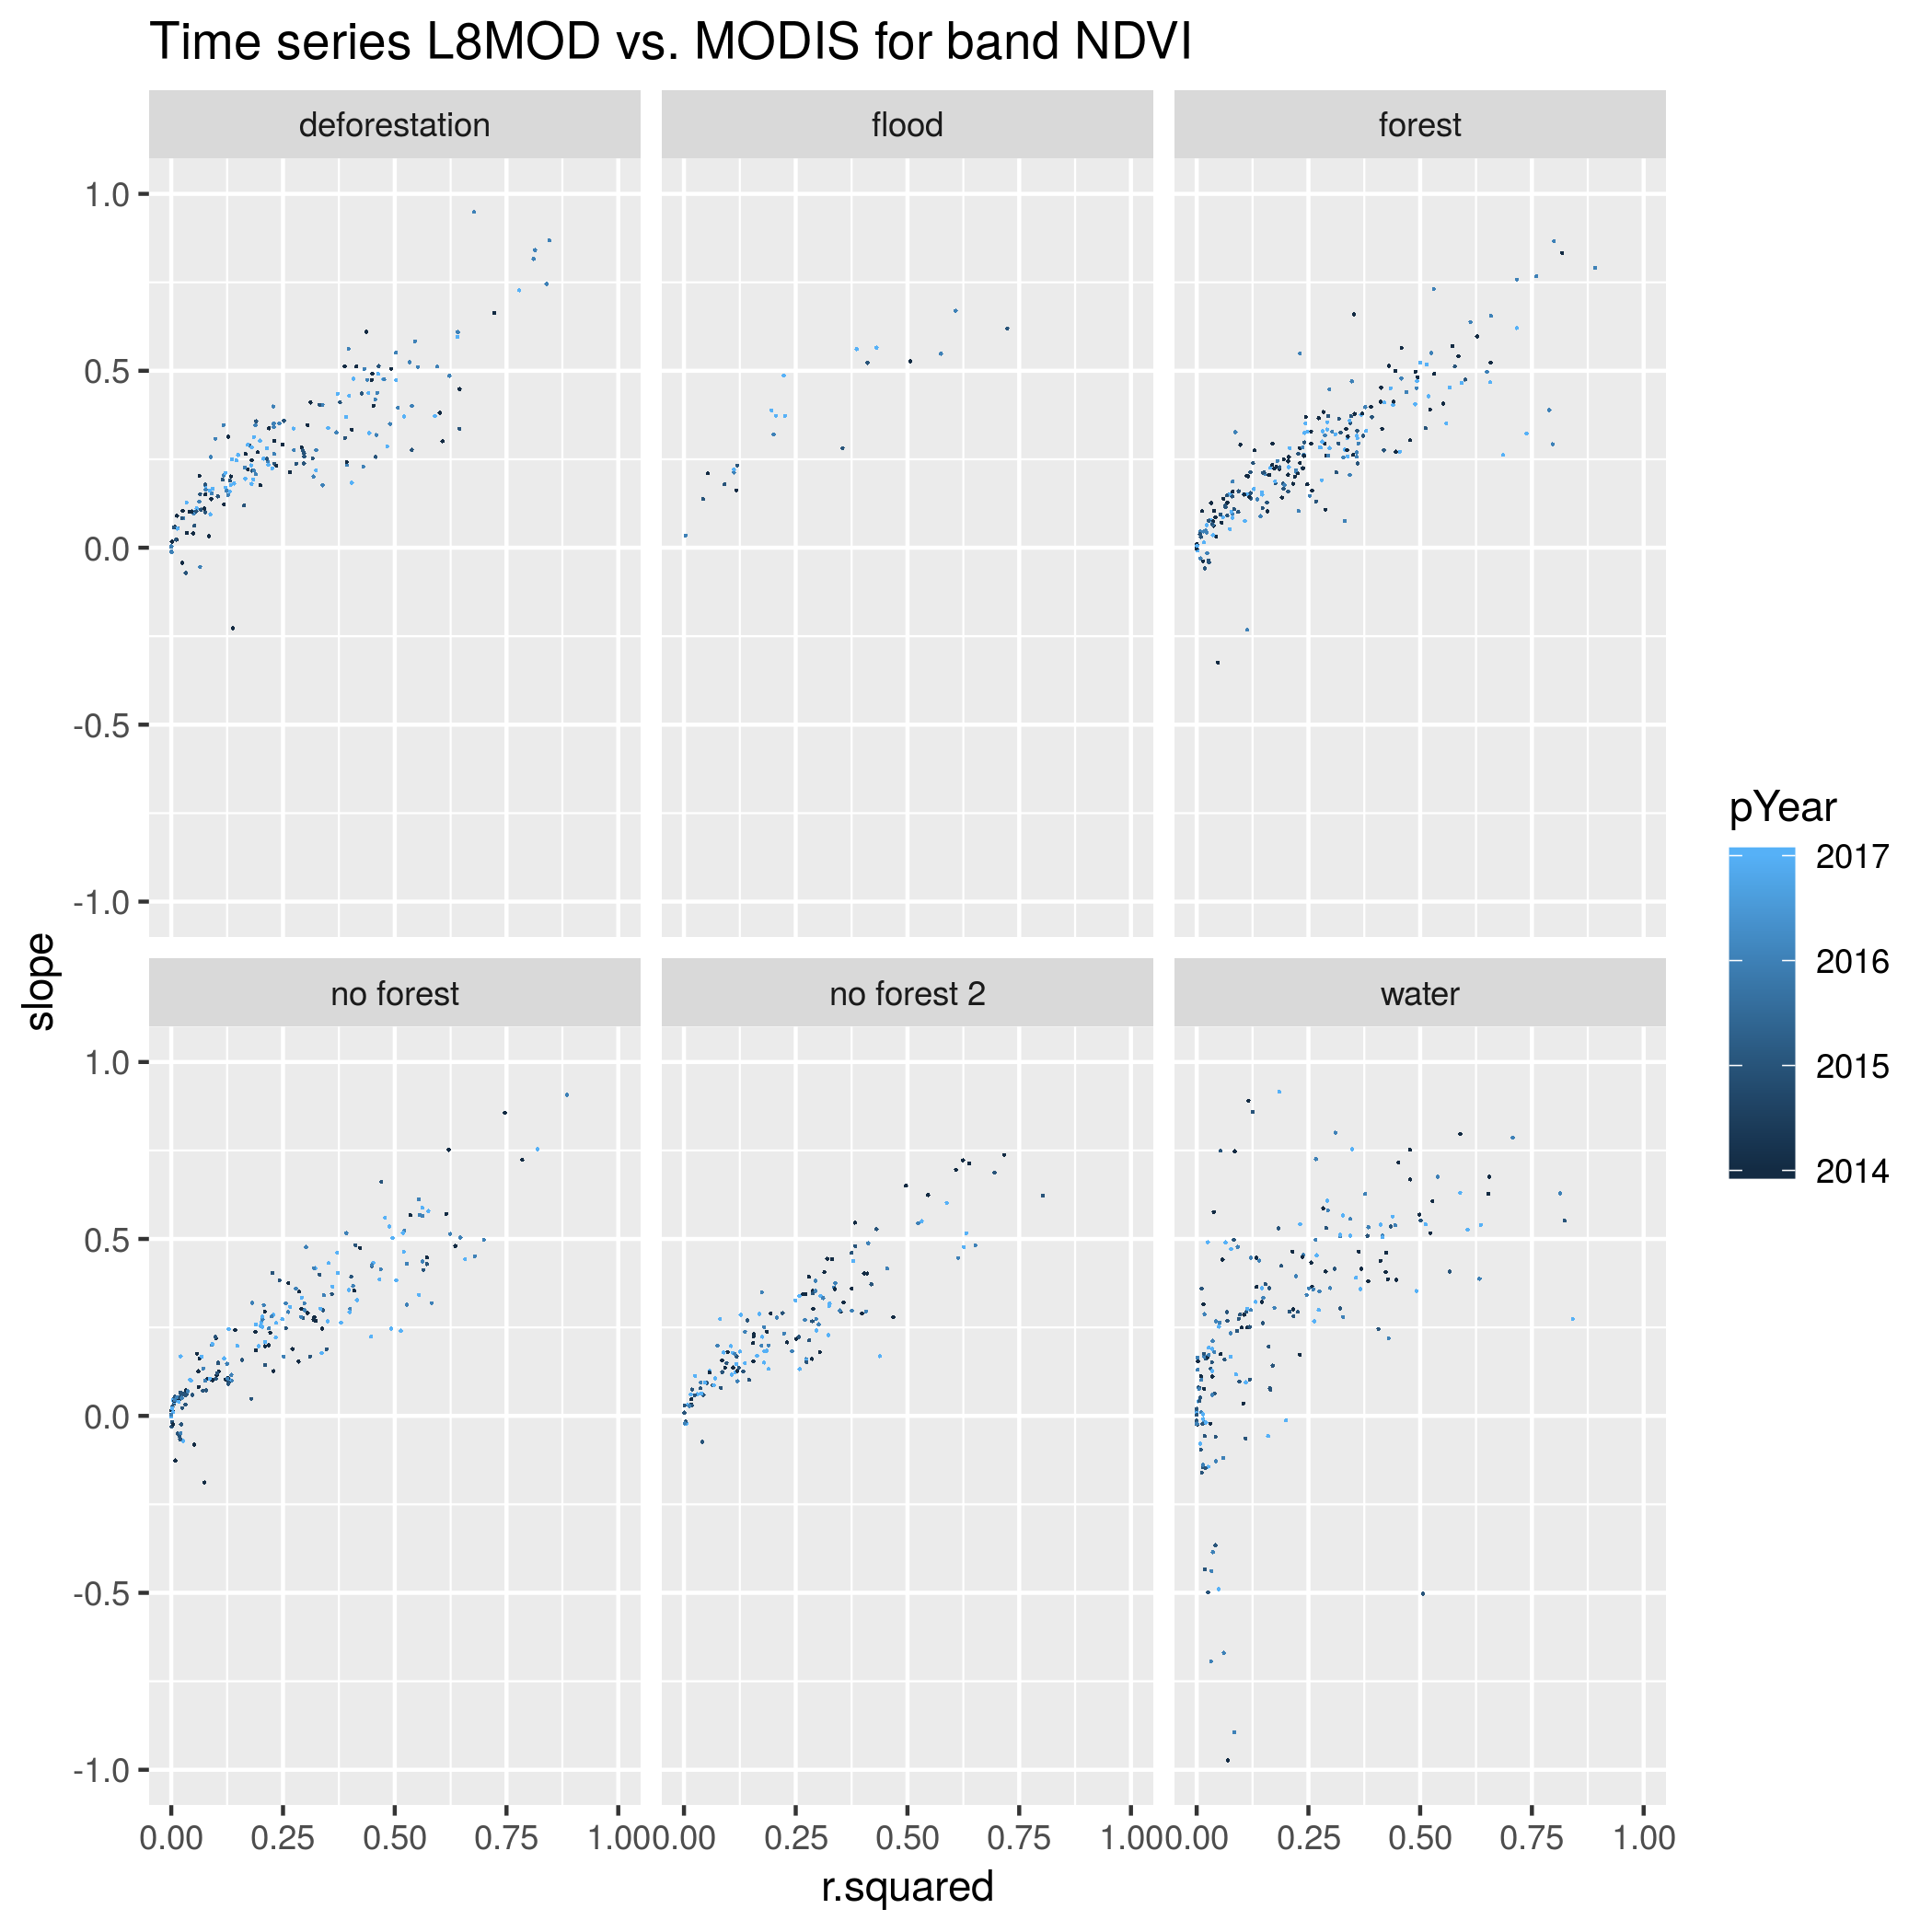 Time series L8MOD vs. MODIS for band NDVI
deforestation flood forest
1.0
0.5
0.0
-0.5
-1.0
slope
no forest no forest 2 water
1.0
0.5
0.0
-0.5
-1.0
0.00 0.25 0.50 0.75 1.00 0.00 0.25 0.50 0.75 1.00 0.00 0.25 0.50 0.75 1.00
r.squared
pYear
2017
2016
2015
2014